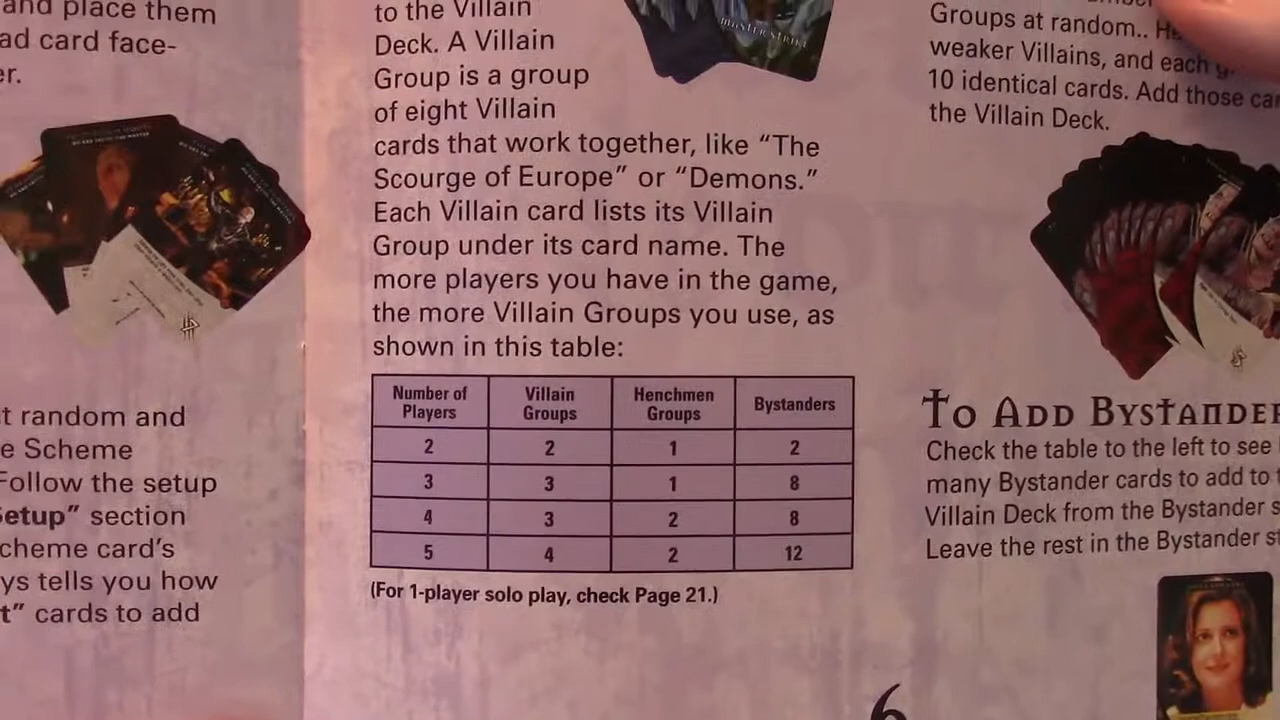 and place them
ad card face-
er.
t random and
e Scheme
Follow the setup
Setup" section
cheme card's
ys tells you how
t" cards to add
to the Villain
Deck. A Villain
Group is a group
of eight Villain
cards that work together, like "The
Scourge of Europe" or "Demons."
Each Villain card lists its Villain
Group under its card name. The
more players you have in the game,
the more Villain Groups you use, as
shown in this table:
Number of Players Villain Groups Henchmen Groups Bystanders
2 2 1 2
3 3 1 8
4 3 2 8
5 4 2 12
(For 1-player solo play, check Page 21.)
MASTER STRIKE
Groups at random.. He
weaker Villains, and each g
10 identical cards. Add those ca
the Villain Deck.
To Add Bystander
Check the table to the left to see
many Bystander cards to add to t
Villain Deck from the Bystander s
Leave the rest in the Bystander st
6